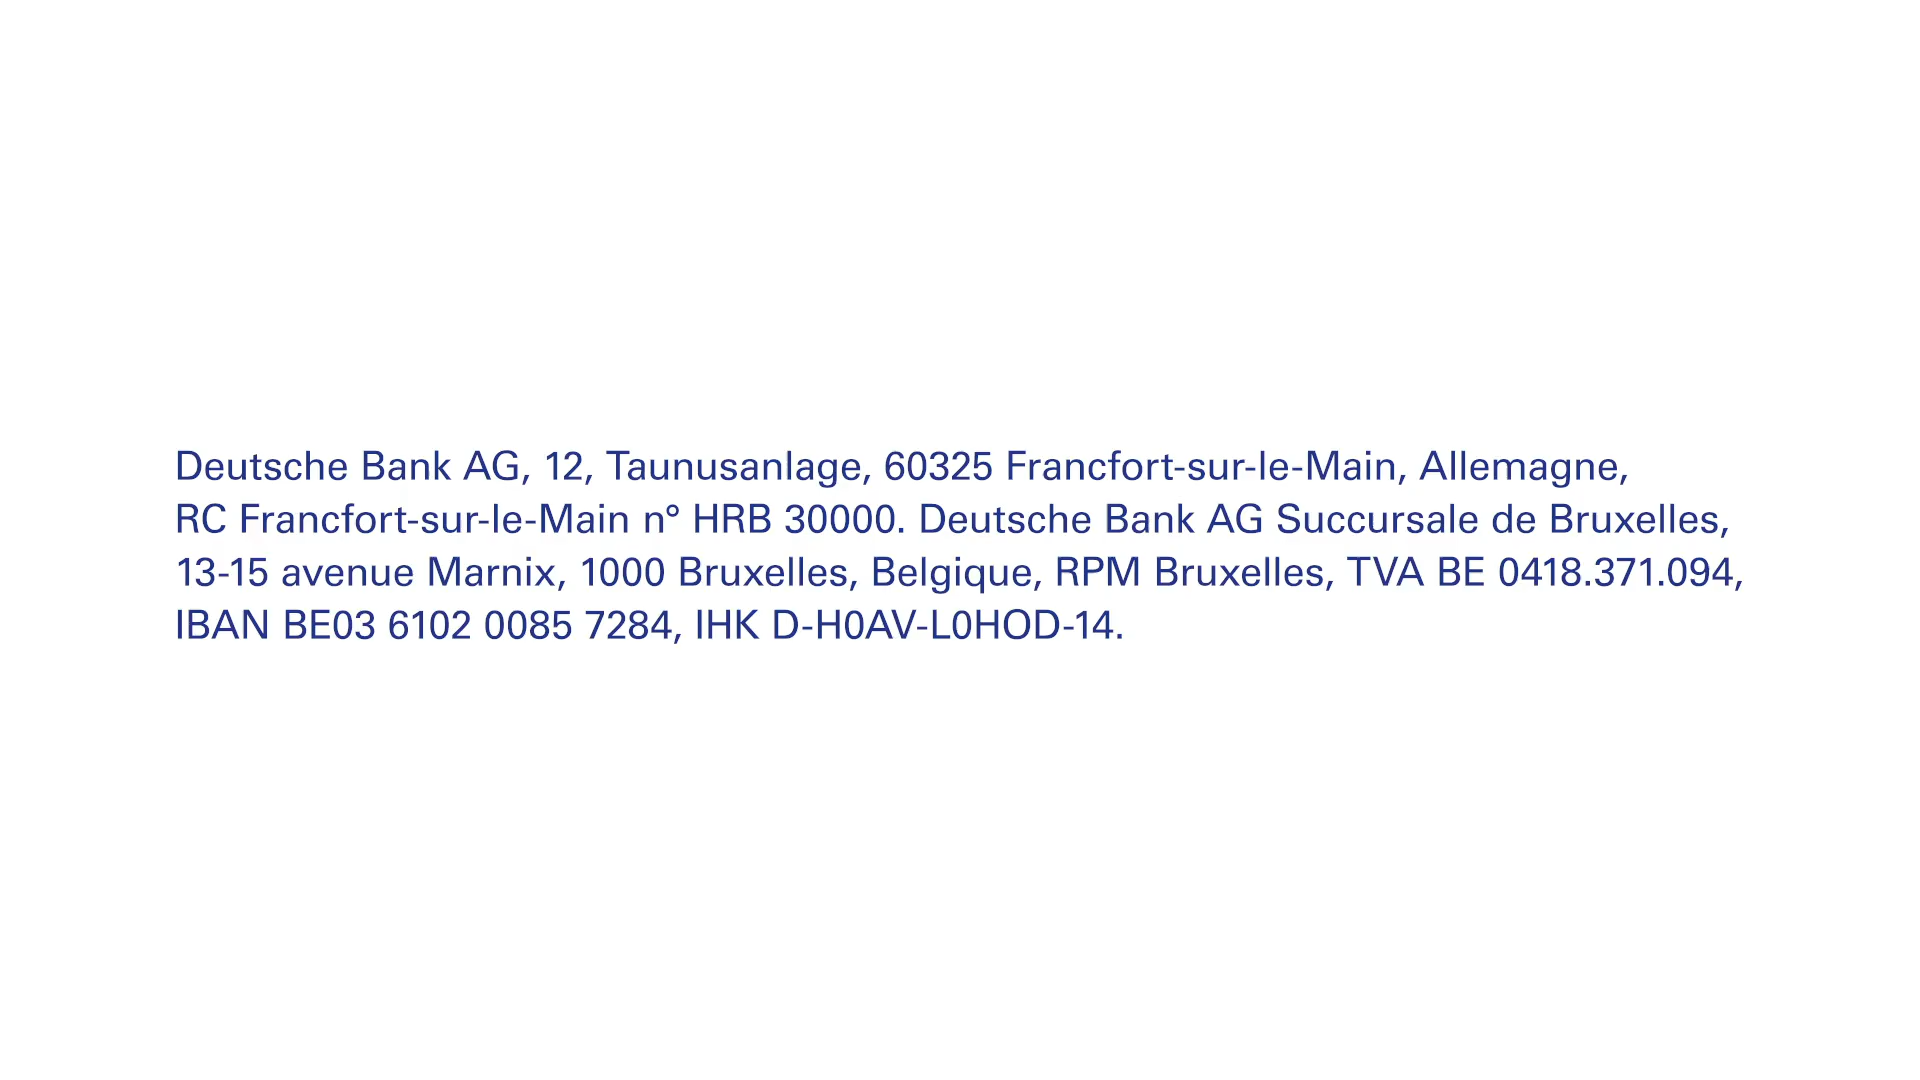 Deutsche Bank AG, 12, Taunusanlage, 60325 Francfort-sur-le-Main, Allemagne,
RC Francfort-sur-le-Main n° HRB 30000. Deutsche Bank AG Succursale de Bruxelles,
13-15 avenue Marnix, 1000 Bruxelles, Belgique, RPM Bruxelles, TVA BE 0418.371.094,
IBAN BE03 6102 0085 7284, IHK D-H0AV-L0HOD-14.